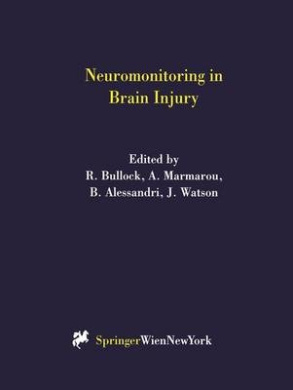 Neuromonitoring in
Brain Injury
Edited by
R. Bullock, A. Marmarou,
B. Alessandri, J. Watson
SpringerWienNewYork